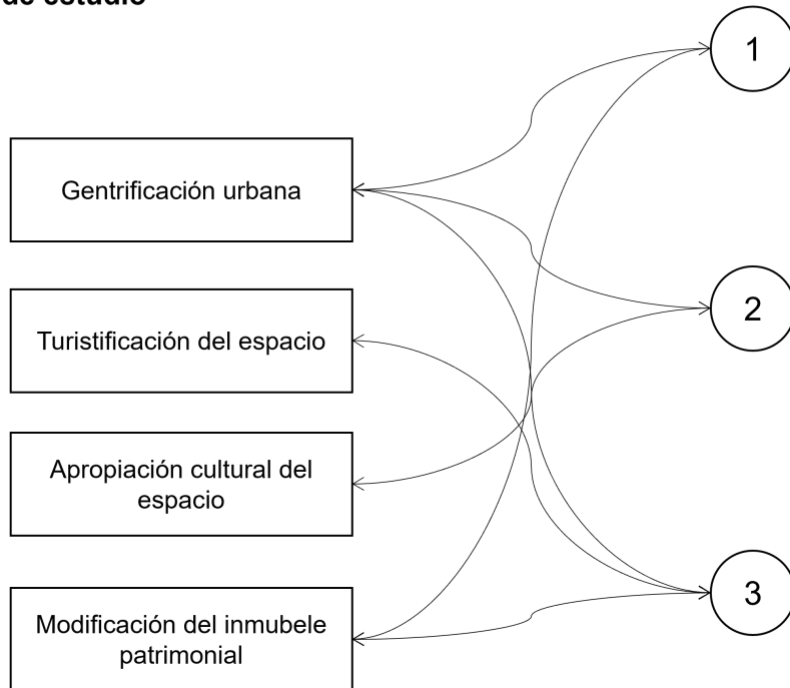 de estudio
1
Gentrificación urbana
2
Turistificación del espacio
Apropiación cultural del
espacio
3
Modificación del inmubele
patrimonial